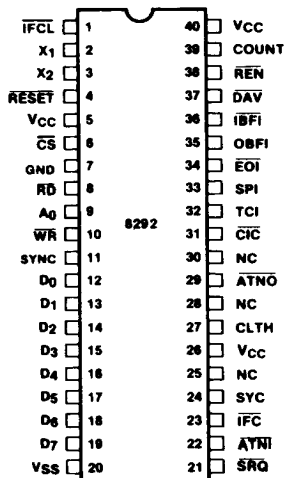 IFCL 1 40 VCC
X1 2 39 COUNT
X2 3 38 REN
RESET 4 37 DAV
VCC 5 36 IBFI
CS 6 35 OBFI
GND 7 34 EOI
RD 8 33 SPI
A0 9 32 TCI
8292
WR 10 31 CIC
SYNC 11 30 NC
D0 12 29 ATNO
D1 13 28 NC
D2 14 27 CLTH
D3 15 26 VCC
D4 16 25 NC
D5 17 24 SYC
D6 18 23 IFC
D7 19 22 ATNI
VSS 20 21 SRQ